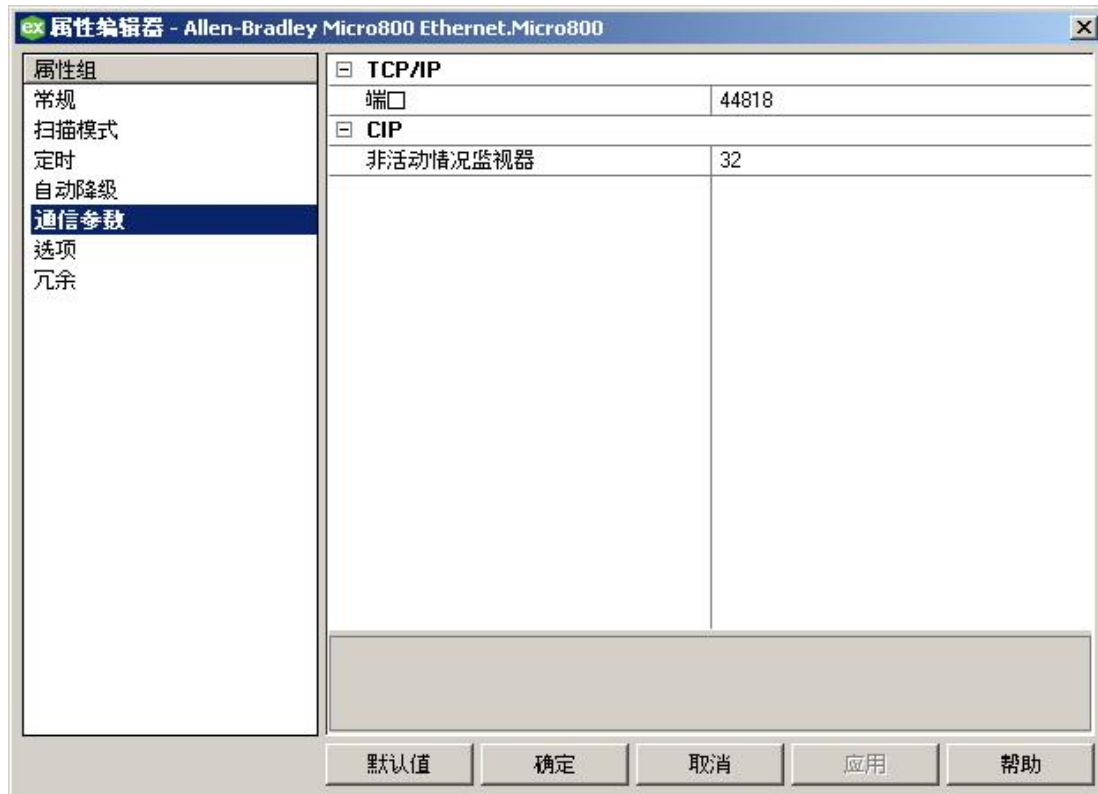 ex 属性编辑器 - Allen-Bradley Micro800 Ethernet.Micro800
属性组
常规
扫描模式
定时
自动降级
通信参数
选项
冗余
TCP/IP
端口 44818
CIP
非活动情况监视器 32
默认值 确定 取消 应用 帮助